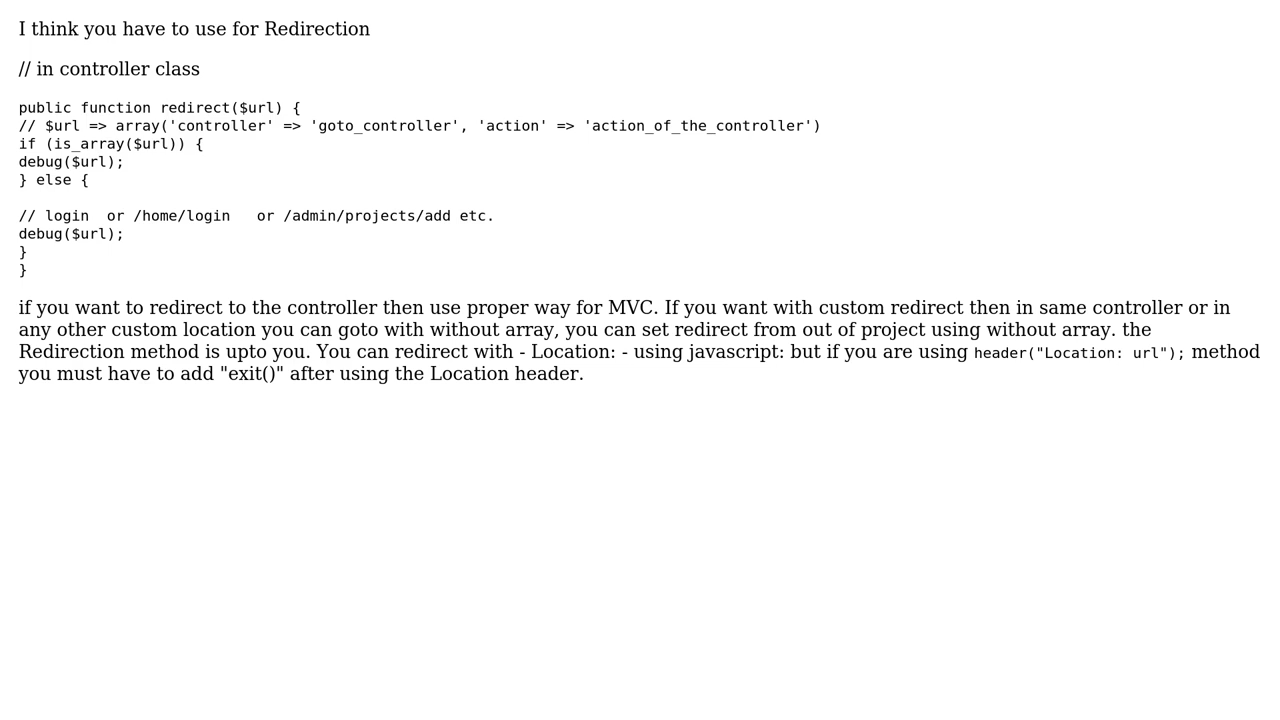 I think you have to use for Redirection
// in controller class
public function redirect($url) {
// $url => array('controller' => 'goto_controller', 'action' => 'action_of_the_controller')
if (is_array($url)) {
debug($url);
} else {
// login  or /home/login   or /admin/projects/add etc.
debug($url);
}
}
if you want to redirect to the controller then use proper way for MVC. If you want with custom redirect then in same controller or in
any other custom location you can goto with without array, you can set redirect from out of project using without array. the
Redirection method is upto you. You can redirect with - Location: - using javascript: but if you are using header("Location: url"); method
you must have to add "exit()" after using the Location header.